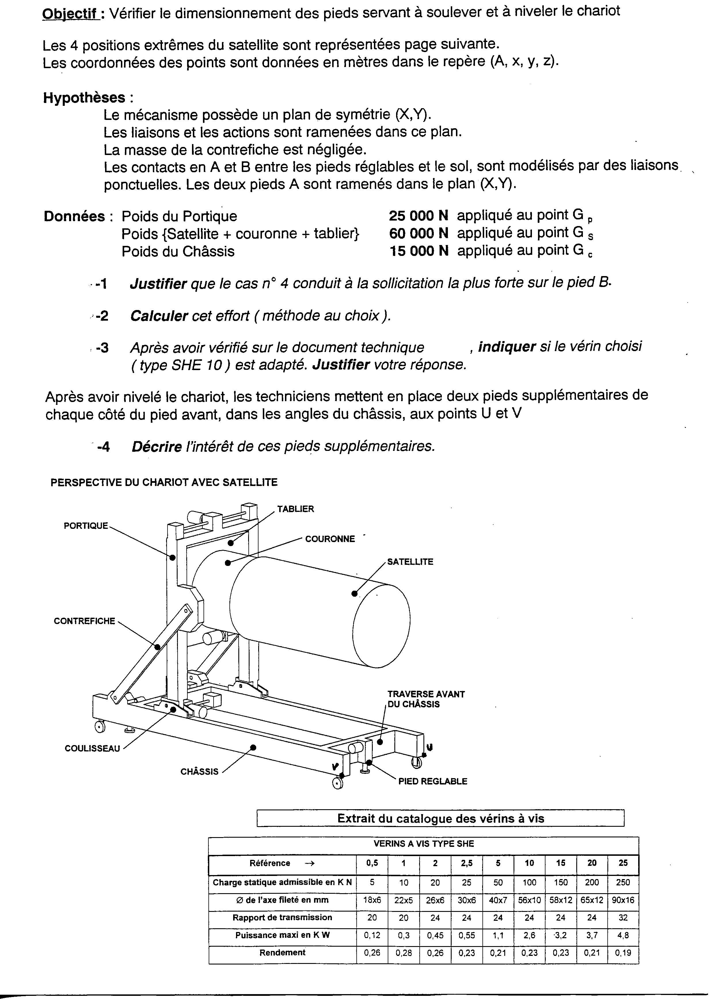 Objectif : Vérifier le dimensionnement des pieds servant à soulever et à niveler le chariot
Les 4 positions extrêmes du satellite sont représentées page suivante.
Les coordonnées des points sont données en mètres dans le repère (A, x, y, z).
Hypothèses :
Le mécanisme possède un plan de symétrie (X,Y).
Les liaisons et les actions sont ramenées dans ce plan.
La masse de la contrefiche est négligée.
Les contacts en A et B entre les pieds réglables et le sol, sont modélisés par des liaisons
ponctuelles. Les deux pieds A sont ramenés dans le plan (X,Y).
Données : Poids du Portique 25 000 N appliqué au point G p
Poids {Satellite + couronne + tablier} 60 000 N appliqué au point G s
Poids du Châssis 15 000 N appliqué au point G c
-1 Justifier que le cas n° 4 conduit à la sollicitation la plus forte sur le pied B.
-2 Calculer cet effort ( méthode au choix ).
-3 Après avoir vérifié sur le document technique , indiquer si le vérin choisi
( type SHE 10 ) est adapté. Justifier votre réponse.
Après avoir nivelé le chariot, les techniciens mettent en place deux pieds supplémentaires de
chaque côté du pied avant, dans les angles du châssis, aux points U et V
-4 Décrire l'intérêt de ces pieds supplémentaires.
PERSPECTIVE DU CHARIOT AVEC SATELLITE
TABLIER
PORTIQUE
COURONNE
SATELLITE
CONTREFICHE
TRAVERSE AVANT
DU CHÂSSIS
U
COULISSEAU
V
CHÂSSIS
PIED REGLABLE
Extrait du catalogue des vérins à vis
VERINS A VIS TYPE SHE
Référence → 0,5 1 2 2,5 5 10 15 20 25
Charge statique admissible en K N 5 10 20 25 50 100 150 200 250
Ø de l'axe fileté en mm 18x6 22x5 26x6 30x6 40x7 56x10 58x12 65x12 90x16
Rapport de transmission 20 20 24 24 24 24 24 24 32
Puissance maxi en K W 0,12 0,3 0,45 0,55 1,1 2,6 3,2 3,7 4,8
Rendement 0,26 0,28 0,26 0,23 0,21 0,23 0,23 0,21 0,19